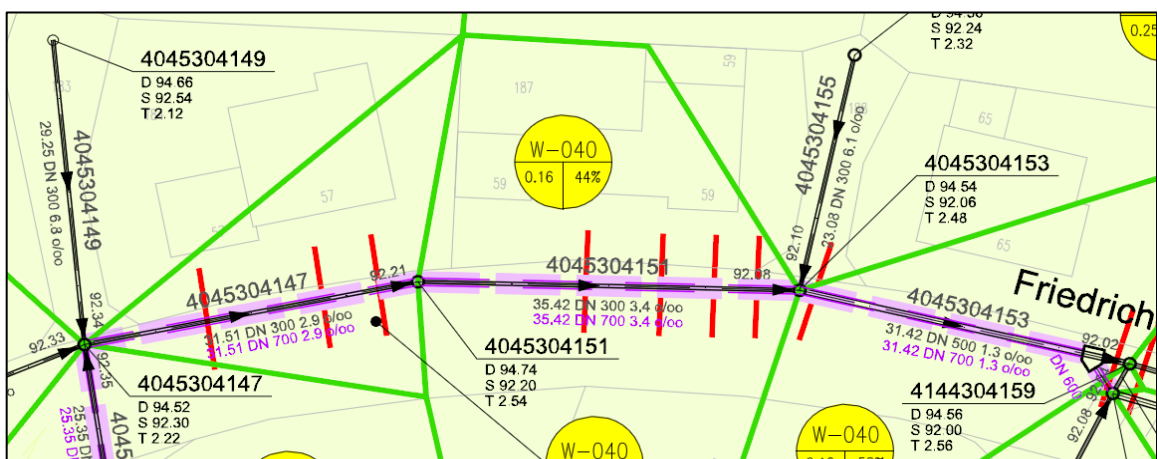 D 94.56
S 92.24
T 2.32
0.25
4045304149
D 94.66
S 92.54
T 2.12
187
59
65
4045304155
23.08 DN 300 6.1 o/oo
W-040
0.16 44%
4045304153
D 94.54
S 92.06
T 2.48
29.25 DN 300 6.8 o/oo
4045304149
57
59
59
65
92.10
4045304147
92.21
4045304151
92.08
Friedrich
31.51 DN 300 2.9 o/oo
31.51 DN 700 2.9 o/oo
35.42 DN 300 3,4 o/oo
35.42 DN 700 3.4 o/oo
4045304153
31.42 DN 500 1.3 o/oo
31.42 DN 700 1.3 o/oo
92.02
DN 600
92.33
92.34
92.35
4045304147
D 94.52
S 92.30
T 2.22
4045304151
D 94.74
S 92.20
T 2.54
4144304159
D 94.56
S 92.00
T 2.56
92.08
25.35
25.35
W-040
W-040